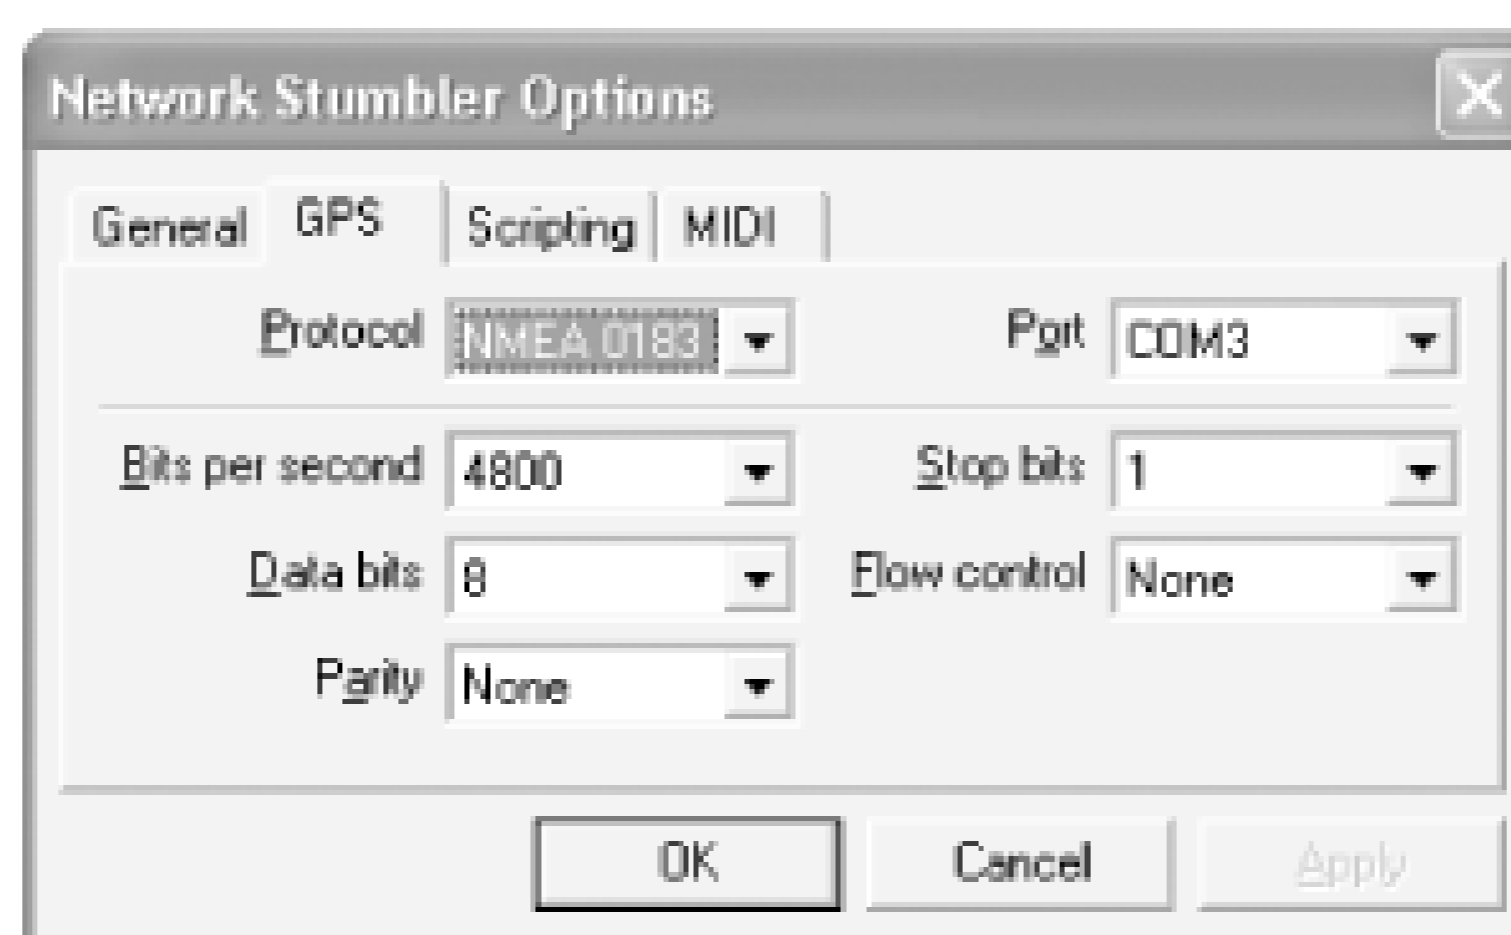 Network Stumbler Options
General GPS Scripting MIDI
Protocol NMEA 0183 Port COM3
Bits per second 4800 Stop bits 1
Data bits 8 Flow control None
Parity None
OK Cancel Apply